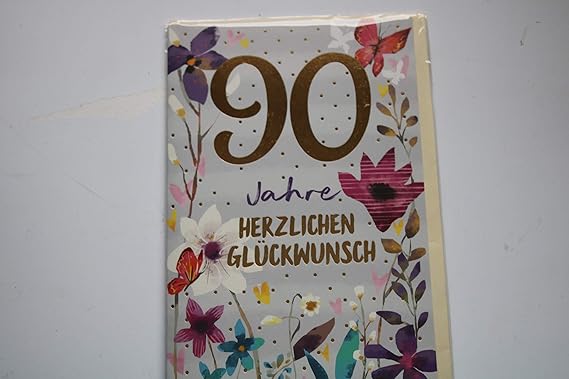 90
Jahre
HERZLICHEN
GLÜCKWUNSCH